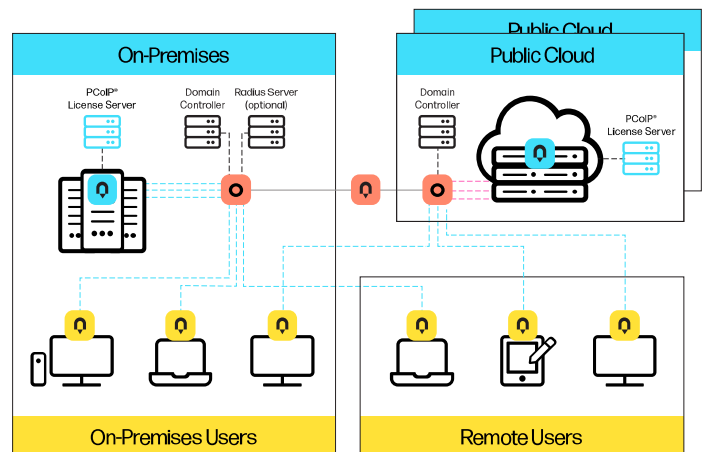 Public Cloud
On-Premises
Public Cloud
PCoIP®
License Server
Domain
Controller
Radius Server
(optional)
Domain
Controller
PCoIP®
License Server
On-Premises Users
Remote Users